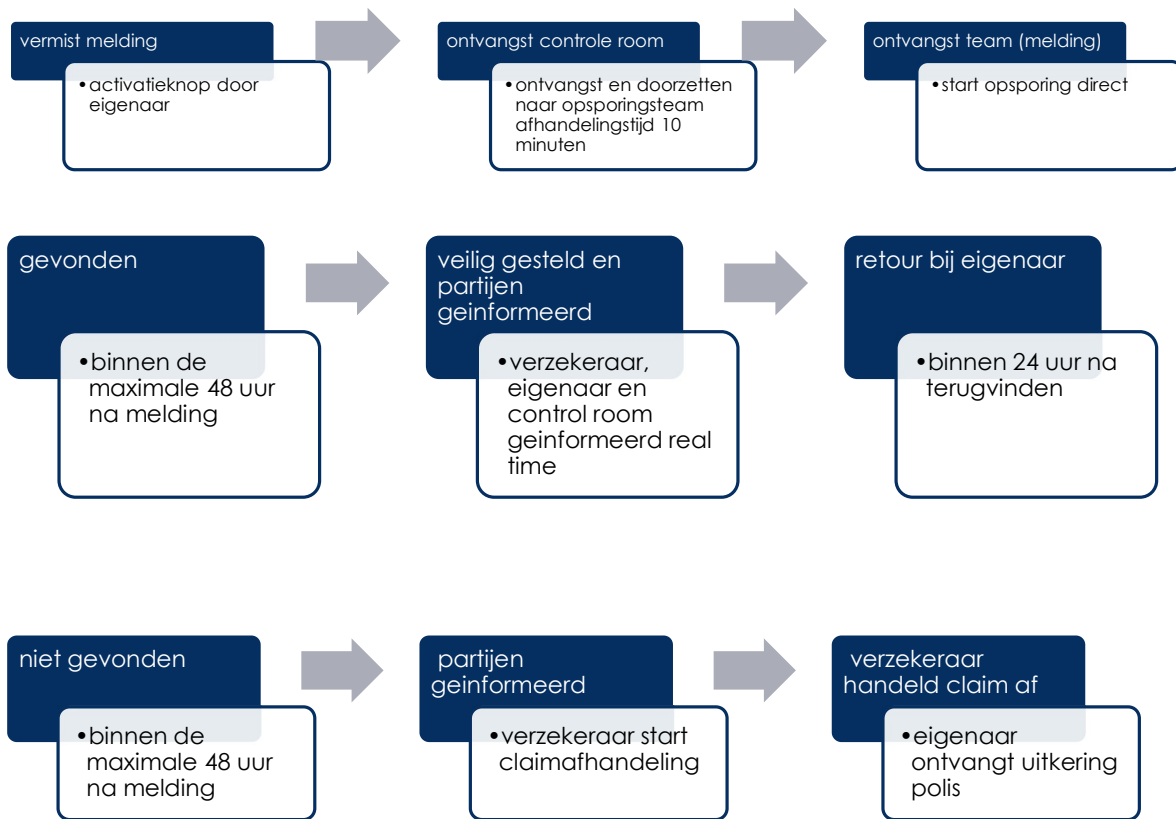 vermist melding
•activatieknop door
eigenaar
ontvangst controle room
•ontvangst en doorzetten
naar opsporingsteam
afhandelingstijd 10
minuten
ontvangst team (melding)
•start opsporing direct
gevonden
•binnen de
maximale 48 uur
na melding
veilig gesteld en
partijen
geinformeerd
•verzekeraar,
eigenaar en
control room
geinformeerd real
time
retour bij eigenaar
•binnen 24 uur na
terugvinden
niet gevonden
•binnen de
maximale 48 uur
na melding
partijen
geinformeerd
•verzekeraar start
claimafhandeling
verzekeraar
handeld claim af
•eigenaar
ontvangt uitkering
polis